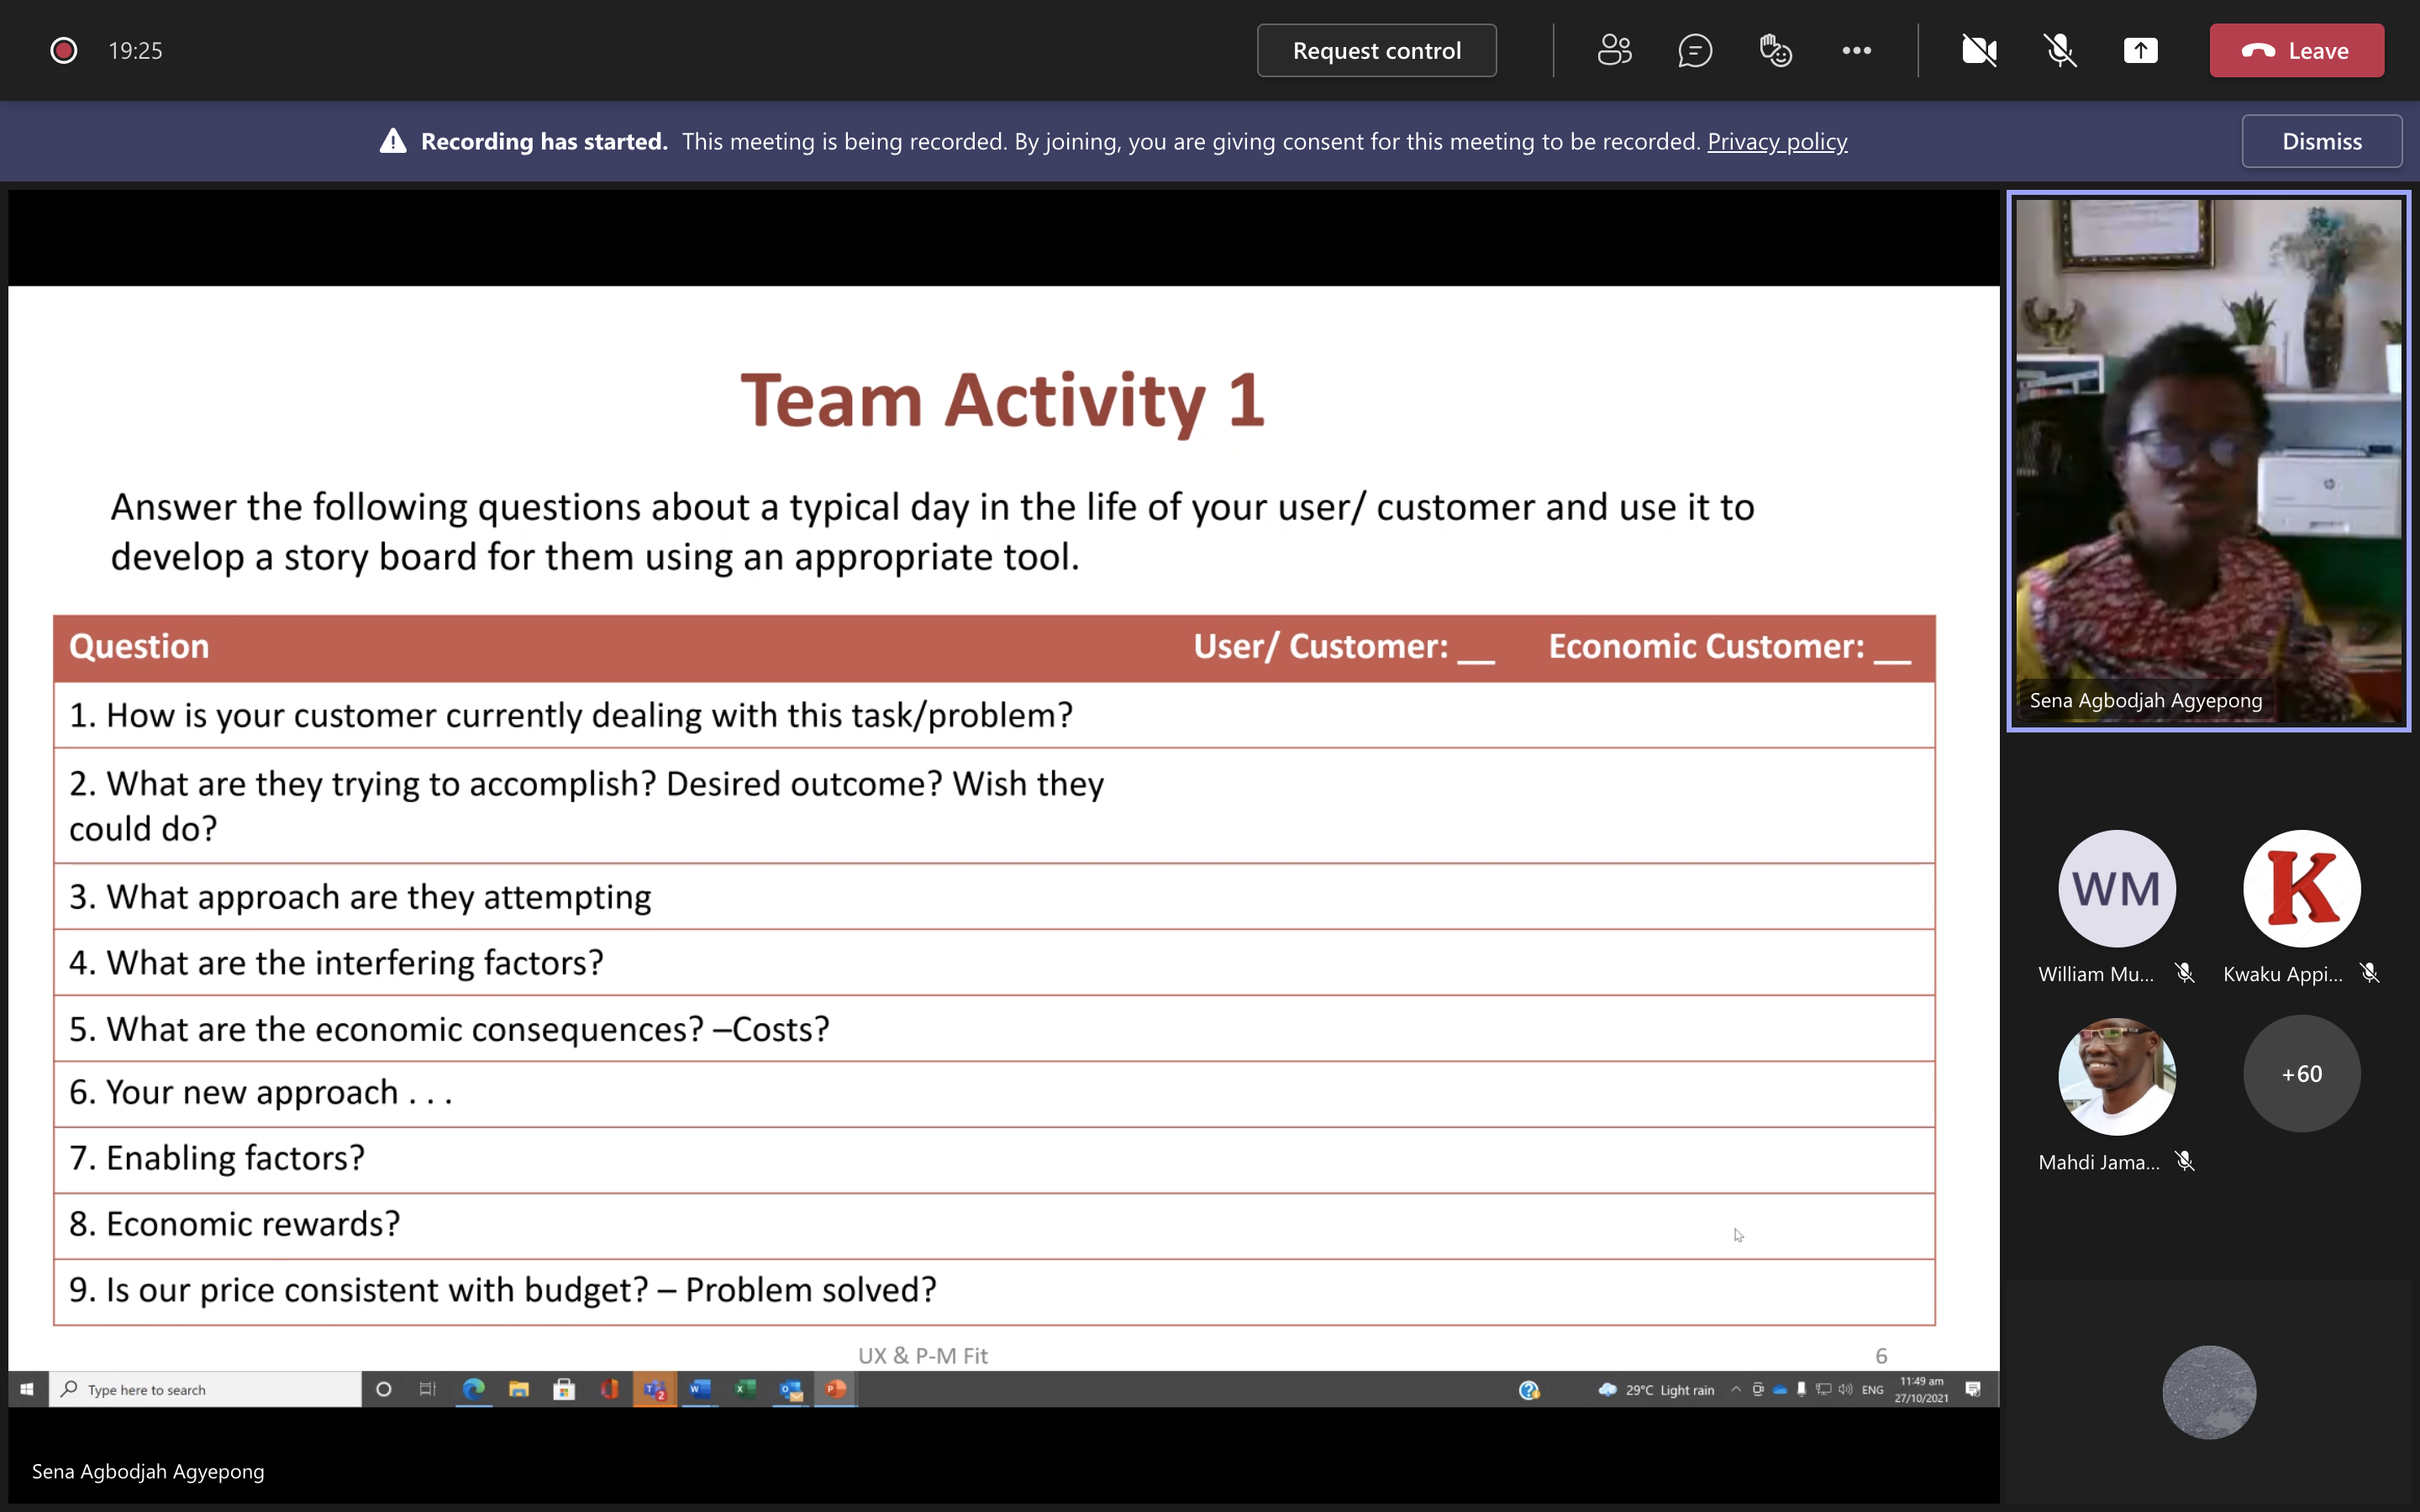 19:25
Request control
Leave
Recording has started. This meeting is being recorded. By joining, you are giving consent for this meeting to be recorded. Privacy policy
Dismiss
Team Activity 1
Answer the following questions about a typical day in the life of your user/ customer and use it to
develop a story board for them using an appropriate tool.
Question User/ Customer: __ Economic Customer: __
1. How is your customer currently dealing with this task/problem?
2. What are they trying to accomplish? Desired outcome? Wish they
could do?
3. What approach are they attempting
4. What are the interfering factors?
5. What are the economic consequences? –Costs?
6. Your new approach . . .
7. Enabling factors?
8. Economic rewards?
9. Is our price consistent with budget? – Problem solved?
UX & P-M Fit 6
Type here to search
29°C Light rain
ENG
11:49 am
27/10/2021
Sena Agbodjah Agyepong
Sena Agbodjah Agyepong
WM
K
William Mu...
Kwaku Appi...
+60
Mahdi Jama...